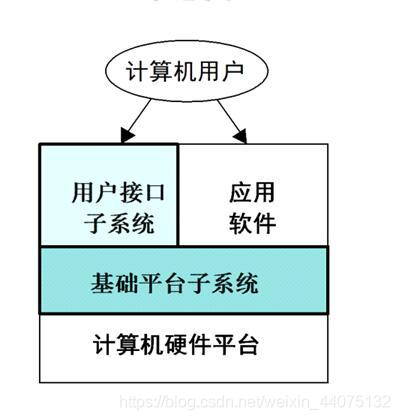 计算机用户
用户接口
子系统
应用
软件
基础平台子系统
计算机硬件平台
https://blog.csdn.net/weixin_44075132